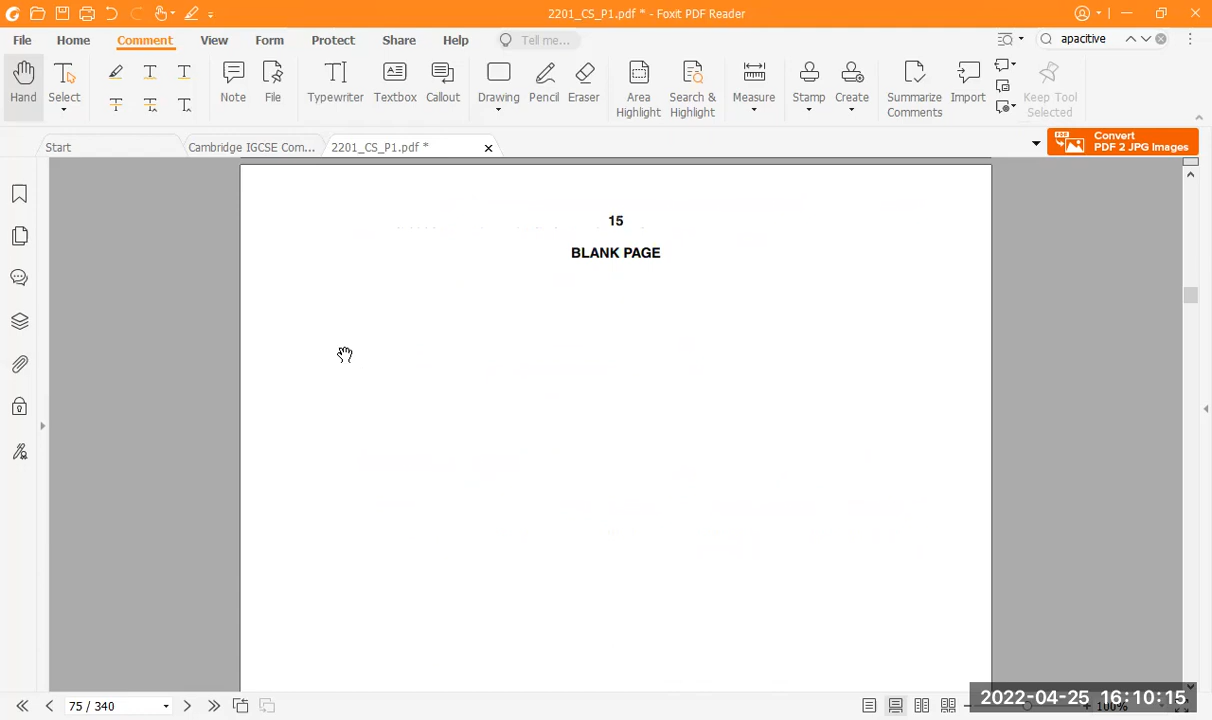 2201_CS_P1.pdf * - Foxit PDF Reader
File Home Comment View Form Protect Share Help Tell me... apacitive
Hand Select Note File Typewriter Textbox Callout Drawing Pencil Eraser Area Highlight Search & Highlight Measure Stamp Create Summarize Comments Import Keep Tool Selected
Start Cambridge IGCSE Com... 2201_CS_P1.pdf *
Convert
PDF 2 JPG Images
15
BLANK PAGE
75 / 340
2022-04-25 16:10:15
100%